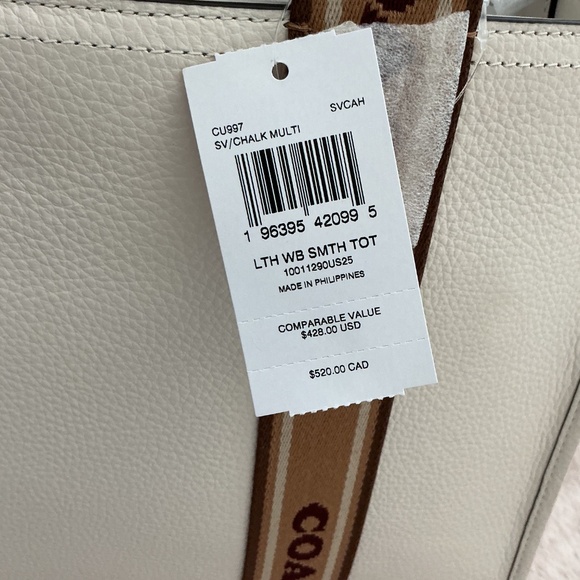 COAC
CU997
SVCAH
SV/CHALK MULTI
1 96395 42099 5
LTH WB SMTH TOT
10011290US25
MADE IN PHILIPPINES
COMPARABLE VALUE
$428.00 USD
$520.00 CAD
COA